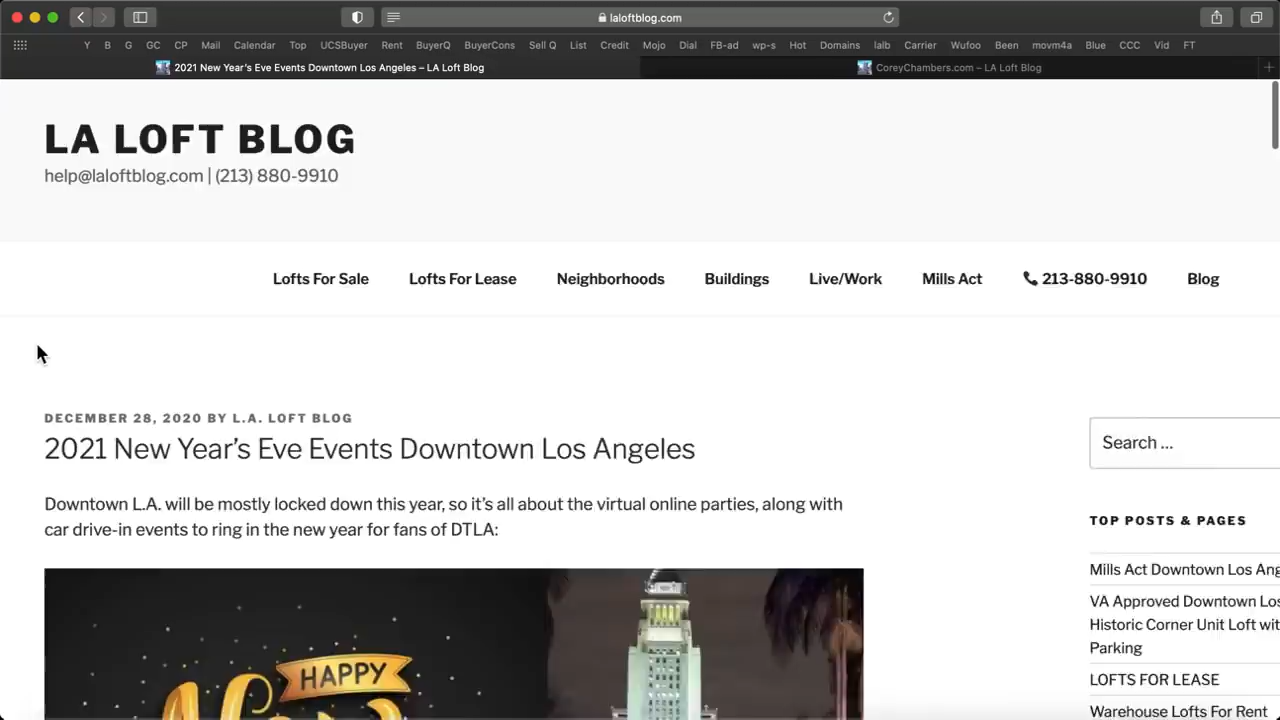 laloftblog.com
Y B G GC CP Mail Calendar Top UCSBuyer Rent BuyerQ BuyerCons Sell Q List Credit Mojo Dial FB-ad wp-s Hot Domains lalb Carrier Wufoo Been movm4a Blue CCC Vid FT
2021 New Year's Eve Events Downtown Los Angeles – LA Loft Blog
CoreyChambers.com – LA Loft Blog
LA LOFT BLOG
help@laloftblog.com | (213) 880-9910
Lofts For Sale Lofts For Lease Neighborhoods Buildings Live/Work Mills Act 213-880-9910 Blog
DECEMBER 28, 2020 BY L.A. LOFT BLOG
2021 New Year’s Eve Events Downtown Los Angeles
Downtown L.A. will be mostly locked down this year, so it’s all about the virtual online parties, along with
car drive-in events to ring in the new year for fans of DTLA:
HAPPY
Search …
TOP POSTS & PAGES
Mills Act Downtown Los Ang
VA Approved Downtown Los
Historic Corner Unit Loft wit
Parking
LOFTS FOR LEASE
Warehouse Lofts For Rent